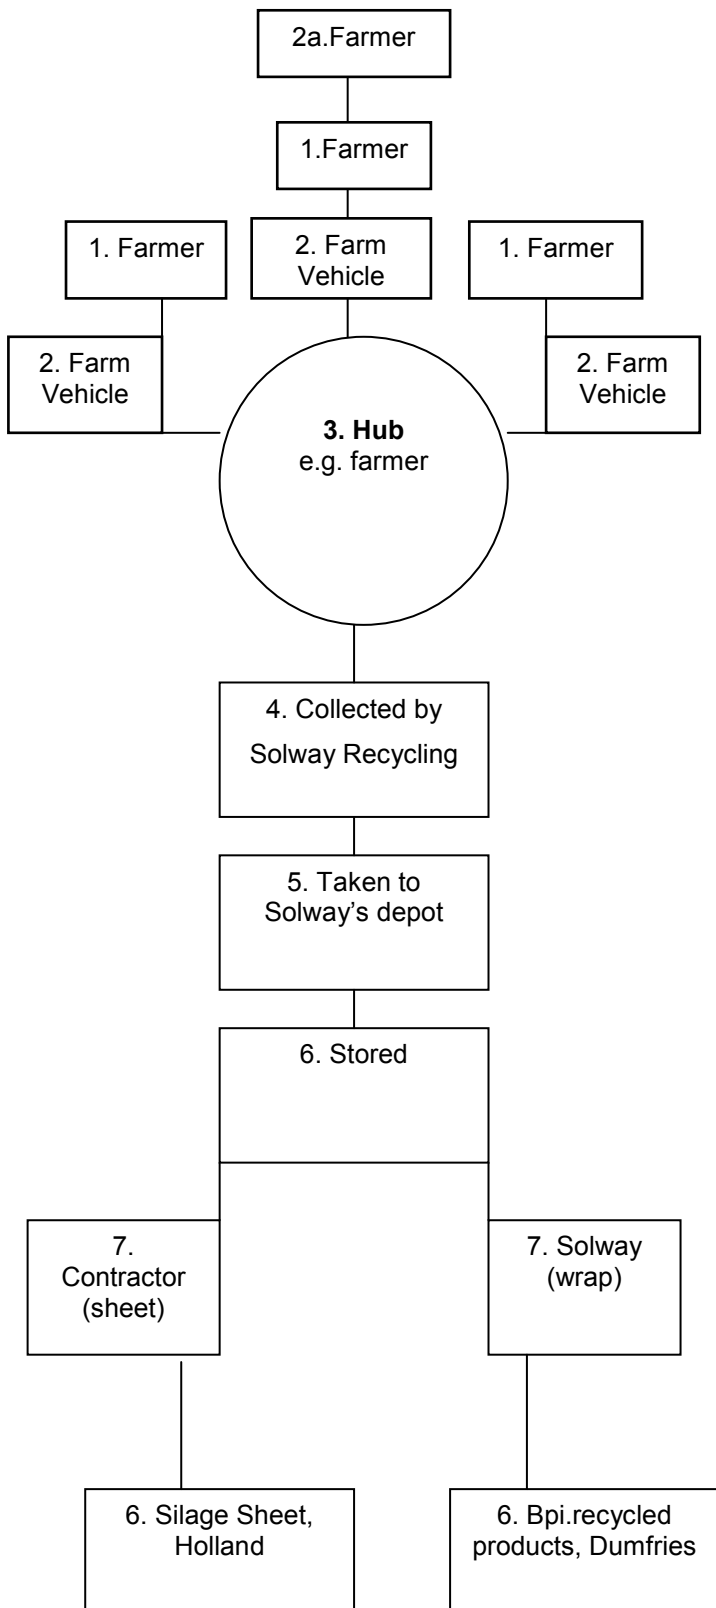 2a.Farmer
1.Farmer
1. Farmer
2. Farm
Vehicle
1. Farmer
2. Farm
Vehicle
3. Hub
e.g. farmer
2. Farm
Vehicle
4. Collected by
Solway Recycling
5. Taken to
Solway’s depot
6. Stored
7.
Contractor
(sheet)
7. Solway
(wrap)
6. Silage Sheet,
Holland
6. Bpi.recycled
products, Dumfries